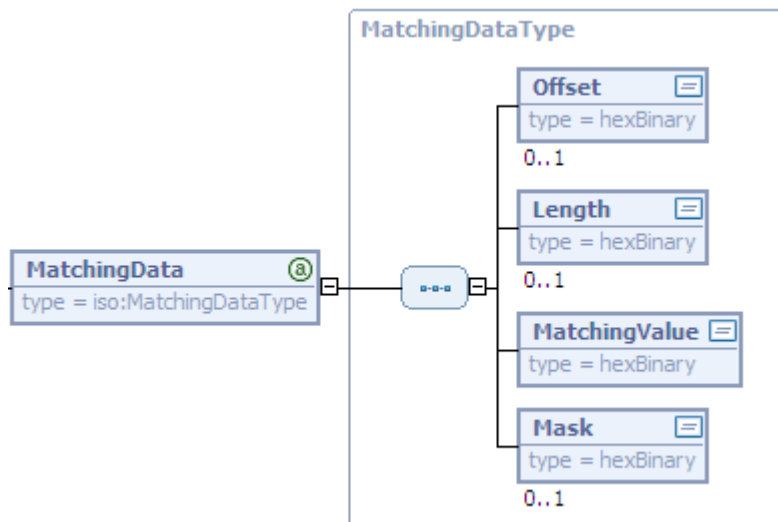 MatchingDataType
Offset
type = hexBinary
0..1
Length
type = hexBinary
0..1
MatchingData
type = iso:MatchingDataType
MatchingValue
type = hexBinary
Mask
type = hexBinary
0..1